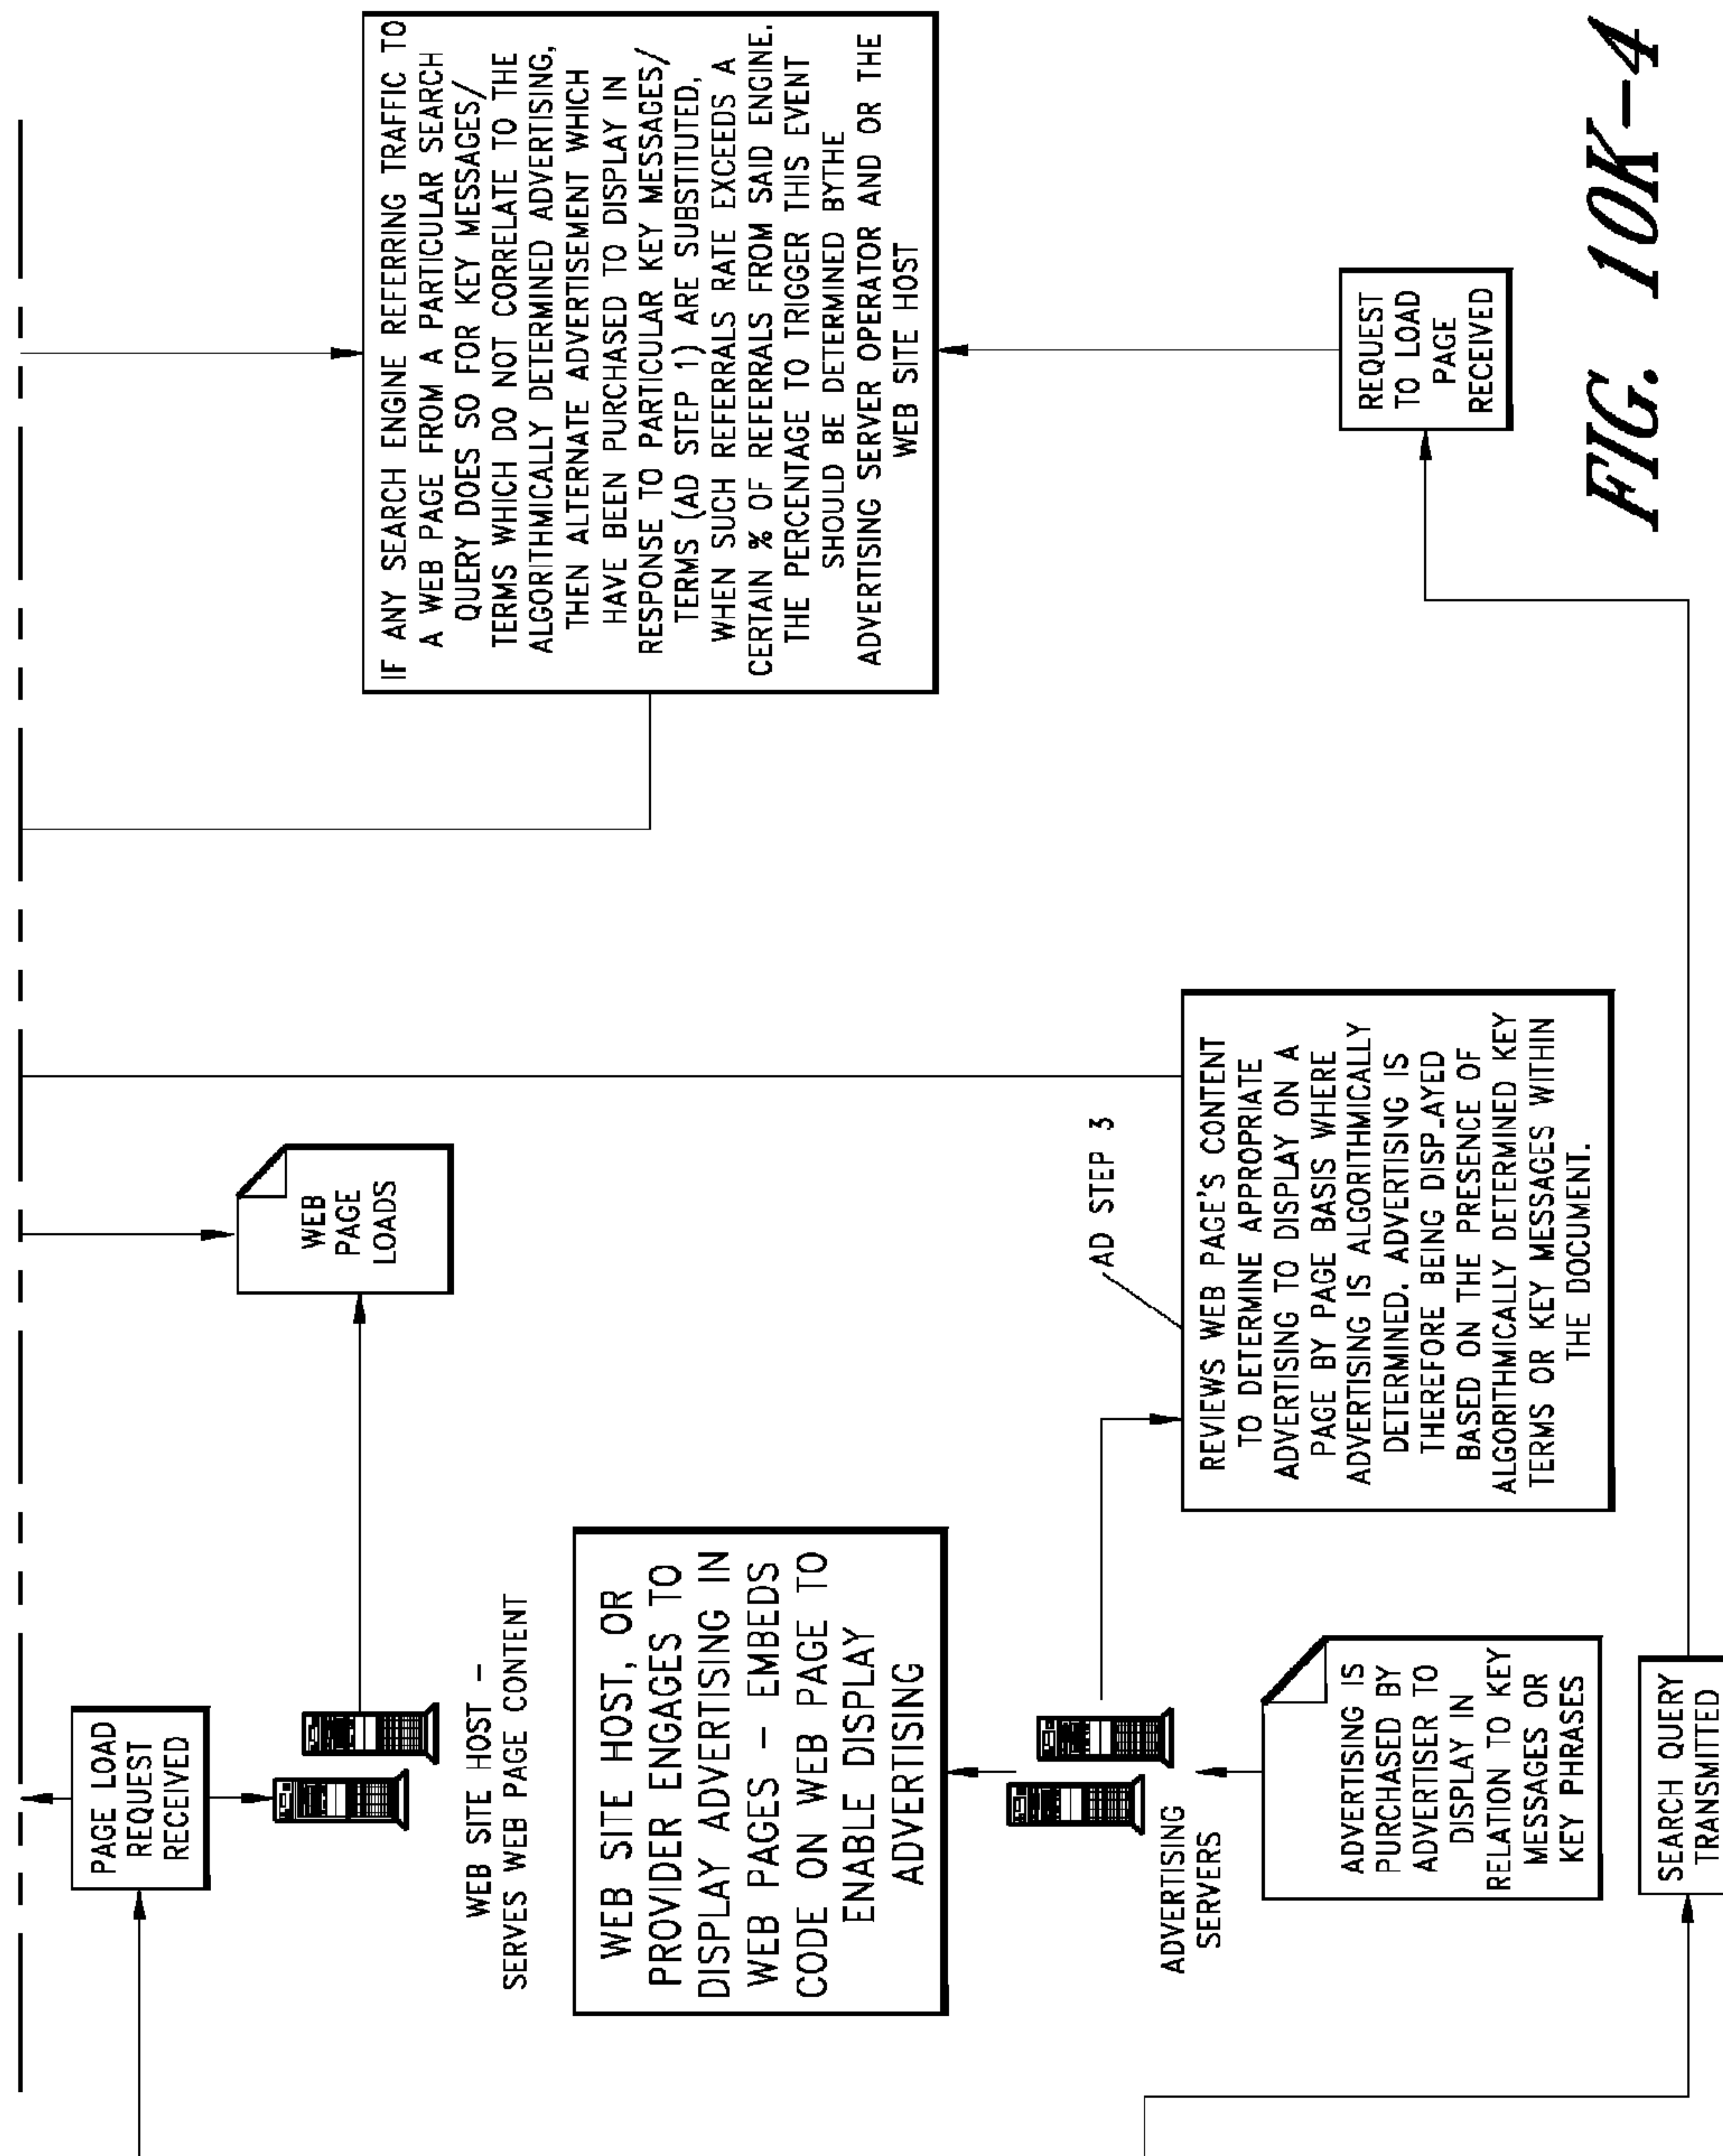 PAGE LOAD
REQUEST
RECEIVED
WEB SITE HOST –
SERVES WEB PAGE CONTENT
WEB
PAGE
LOADS
IF ANY SEARCH ENGINE REFERRING TRAFFIC TO
A WEB PAGE FROM A PARTICULAR SEARCH
QUERY DOES SO FOR KEY MESSAGES/
TERMS WHICH DO NOT CORRELATE TO THE
ALGORITHMICALLY DETERMINED ADVERTISING,
THEN ALTERNATE ADVERTISEMENT WHICH
HAVE BEEN PURCHASED TO DISPLAY IN
RESPONSE TO PARTICULAR KEY MESSAGES/
TERMS (AD STEP 1) ARE SUBSTITUTED,
WHEN SUCH REFERRALS RATE EXCEEDS A
CERTAIN % OF REFERRALS FROM SAID ENGINE.
THE PERCENTAGE TO TRIGGER THIS EVENT
SHOULD BE DETERMINED BYTHE
ADVERTISING SERVER OPERATOR AND OR THE
WEB SITE HOST
WEB SITE HOST, OR
PROVIDER ENGAGES TO
DISPLAY ADVERTISING IN
WEB PAGES – EMBEDS
CODE ON WEB PAGE TO
ENABLE DISPLAY
ADVERTISING
ADVERTISING
SERVERS
AD STEP 3
REVIEWS WEB PAGE'S CONTENT
TO DETERMINE APPROPRIATE
ADVERTISING TO DISPLAY ON A
PAGE BY PAGE BASIS WHERE
ADVERTISING IS ALGORITHMICALLY
DETERMINED. ADVERTISING IS
THEREFORE BEING DISPLAYED
BASED ON THE PRESENCE OF
ALGORITHMICALLY DETERMINED KEY
TERMS OR KEY MESSAGES WITHIN
THE DOCUMENT.
ADVERTISING IS
PURCHASED BY
ADVERTISER TO
DISPLAY IN
RELATION TO KEY
MESSAGES OR
KEY PHRASES
SEARCH QUERY
TRANSMITTED
REQUEST
TO LOAD
PAGE
RECEIVED
FIG. 10K-4